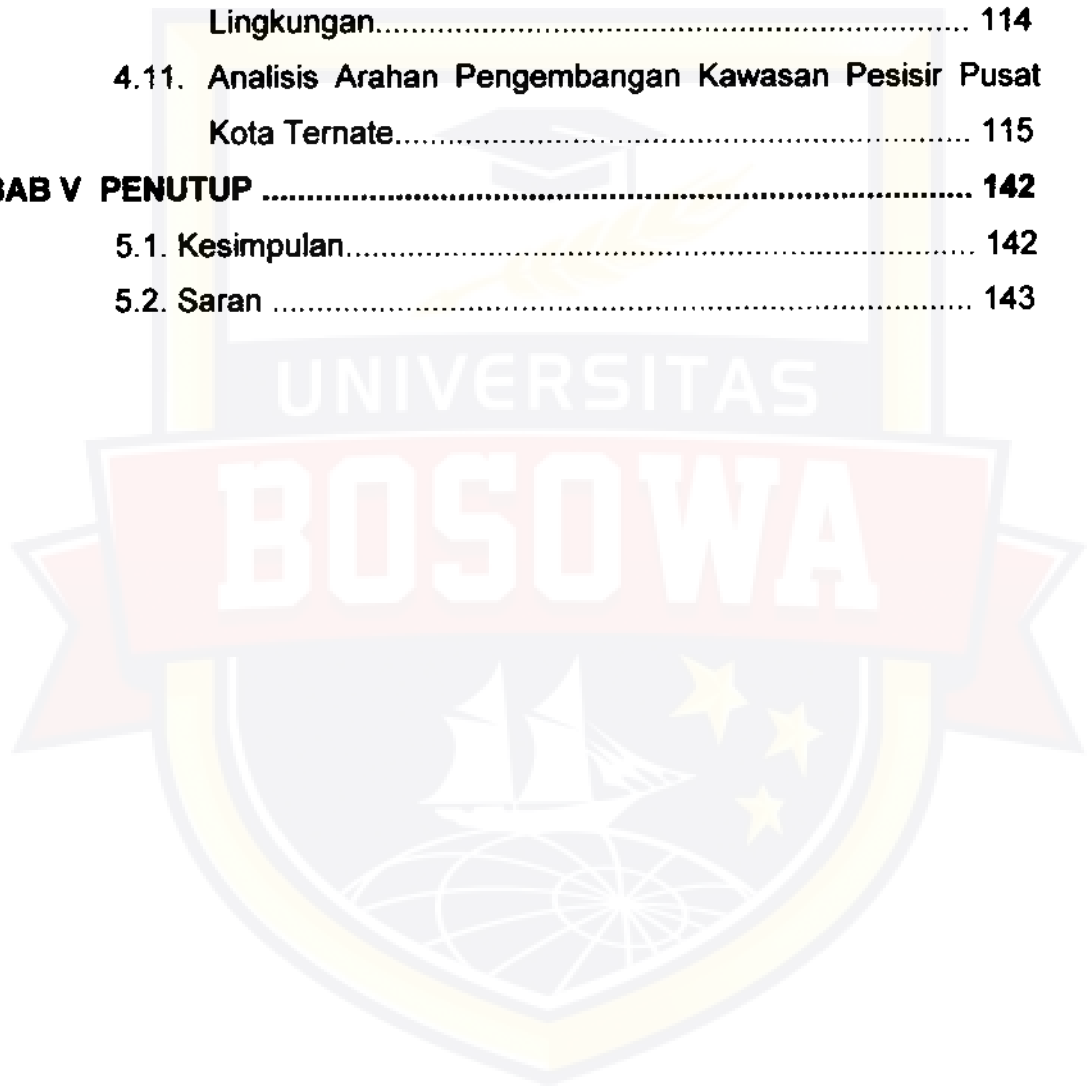 Lingkungan.................................................................. 114
4.11. Analisis Arahan Pengembangan Kawasan Pesisir Pusat
Kota Ternate................................................................ 115
BAB V PENUTUP ............................................................................... 142
5.1. Kesimpulan...................................................................... 142
5.2. Saran .............................................................................. 143
UNIVERSITAS
BOSOWA